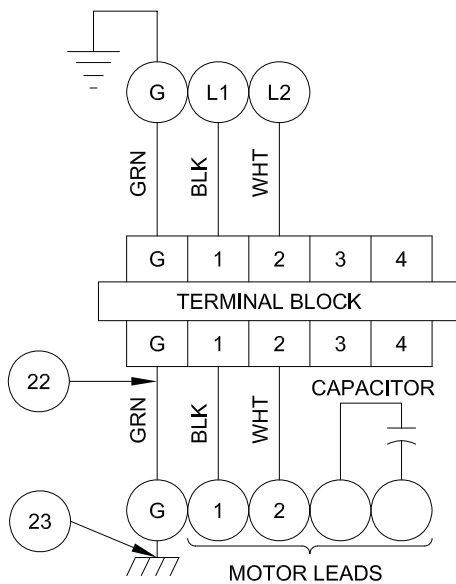 G L1 L2
GRN BLK WHT
G 1 2 3 4
TERMINAL BLOCK
G 1 2 3 4
22
CAPACITOR
GRN BLK WHT
G 1 2
23
MOTOR LEADS